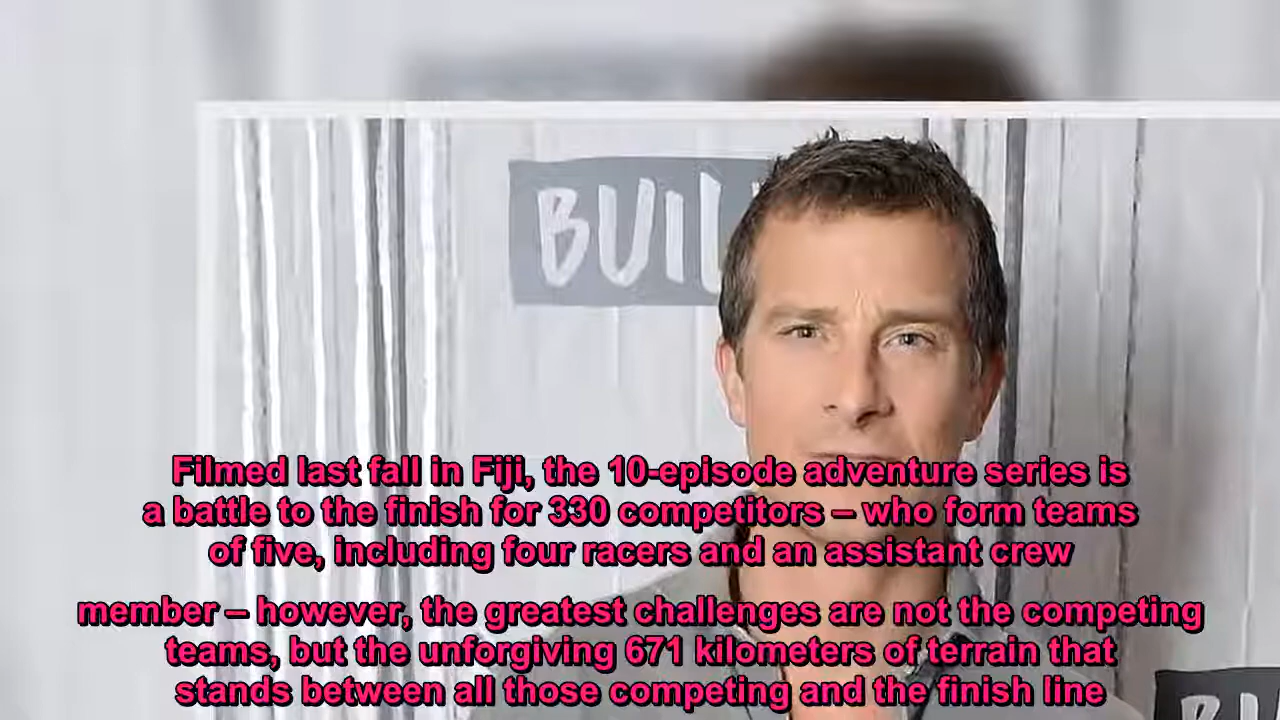 BUIL
Filmed last fall in Fiji, the 10-episode adventure series is
a battle to the finish for 330 competitors – who form teams
of five, including four racers and an assistant crew
member – however, the greatest challenges are not the competing
teams, but the unforgiving 671 kilometers of terrain that
stands between all those competing and the finish line
BUI